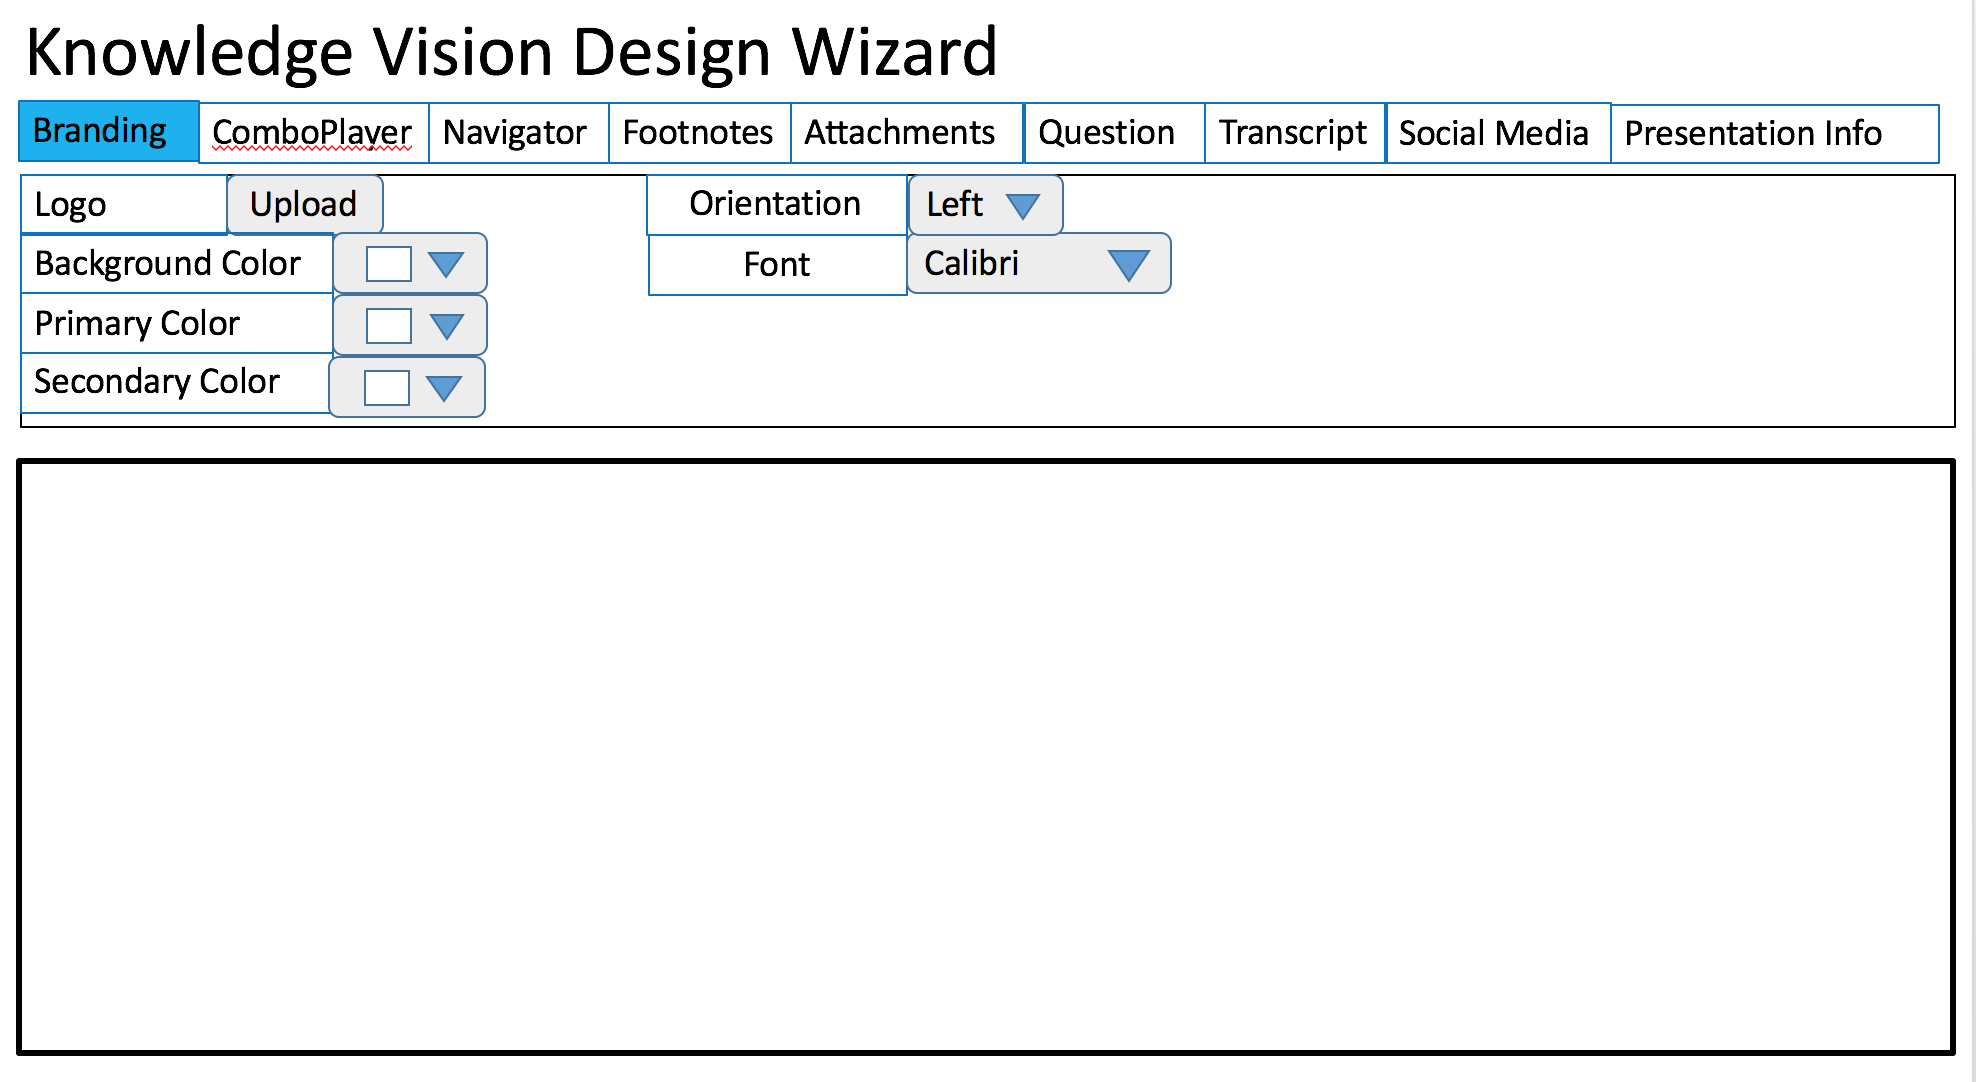 Knowledge Vision Design Wizard
Branding ComboPlayer Navigator Footnotes Attachments Question Transcript Social Media Presentation Info
Logo Upload Orientation Left
Background Color Font Calibri
Primary Color
Secondary Color